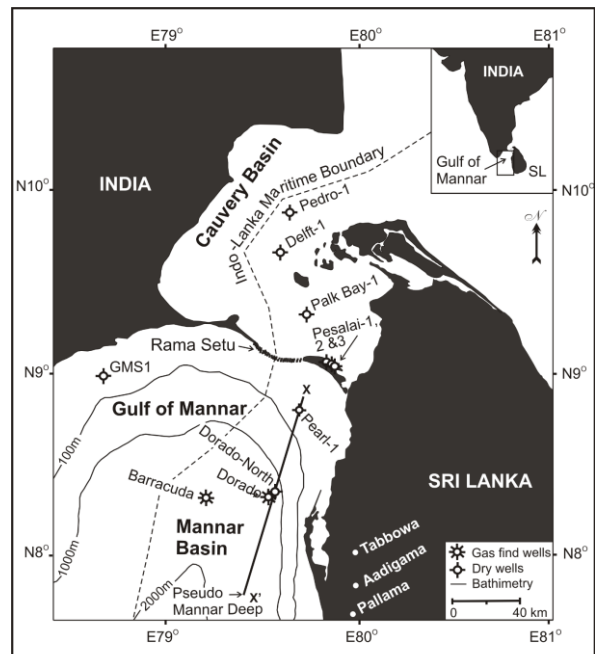 E79°
E80°
E81°
INDIA
Gulf of
Mannar
SL
N
N10°
INDIA
Cauvery Basin
Indo-Lanka Maritime Boundary
Pedro-1
Delft-1
Palk Bay-1
Pesalai-1,
2 &3
Rama Setu
N9°
N9°
N10°
GMS1
X
Gulf of Mannar
Pearl-1
100m
Dorado-North
Barracuda
Dorado
SRI LANKA
1000m
Mannar
Basin
N8°
N8°
Tabbowa
Aadigama
Pallama
2000m
Pseudo
Mannar Deep
X'
Gas find wells
Dry wells
Bathimetry
0 40 km
E79°
E80°
E81°